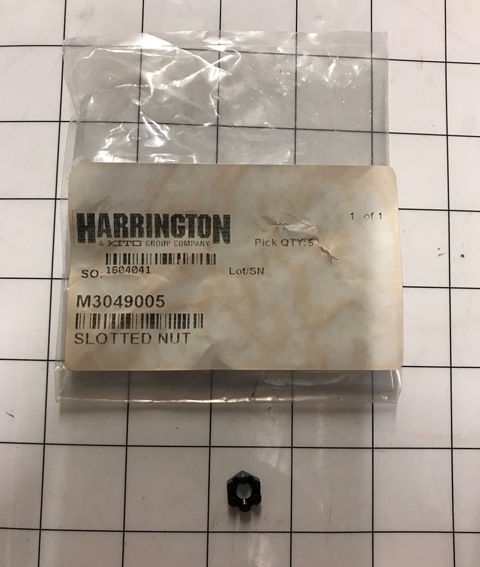 HARRINGTON
A KITO GROUP COMPANY
1 of 1
Pick QTY: 5
SO. 1604041
Lot/SN
M3049005
SLOTTED NUT